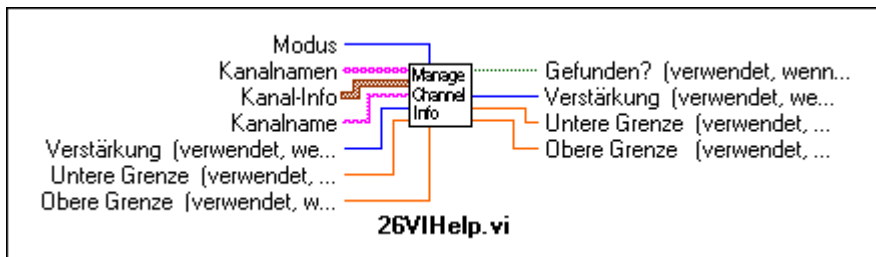 Modus
Kanalnamen
Kanal-Info
Kanalname
Verstärkung (verwendet, we...
Untere Grenze (verwendet, ...
Obere Grenze (verwendet, w...
Manage
Channel
Info
Gefunden? (verwendet, wenn...
Verstärkung (verwendet, we...
Untere Grenze (verwendet, ...
Obere Grenze (verwendet, ...
26VIHelp.vi